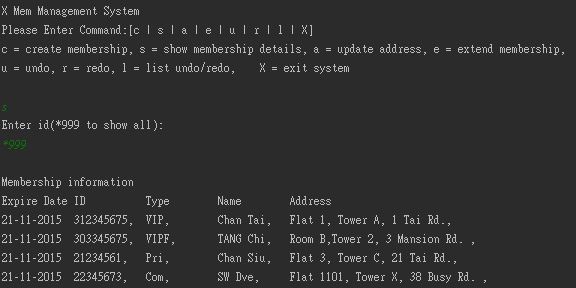 X Mem Management System
Please Enter Command:[c | s | a | e | u | r | l | X]
c = create membership, s = show membership details, a = update address, e = extend membership,
u = undo, r = redo, l = list undo/redo,   X = exit system
s
Enter id(*999 to show all):
*999
Membership information
Expire Date ID Type Name Address
21-11-2015 312345675, VIP, Chan Tai, Flat 1, Tower A, 1 Tai Rd.,
21-11-2015 303345675, VIPF, TANG Chi, Room B,Tower 2, 3 Mansion Rd. ,
21-11-2015 21234561, Pri, Chan Siu, Flat 3, Tower C, 21 Tai Rd.,
21-11-2015 22345673, Com, SW Dve, Flat 1101, Tower X, 38 Busy Rd. ,